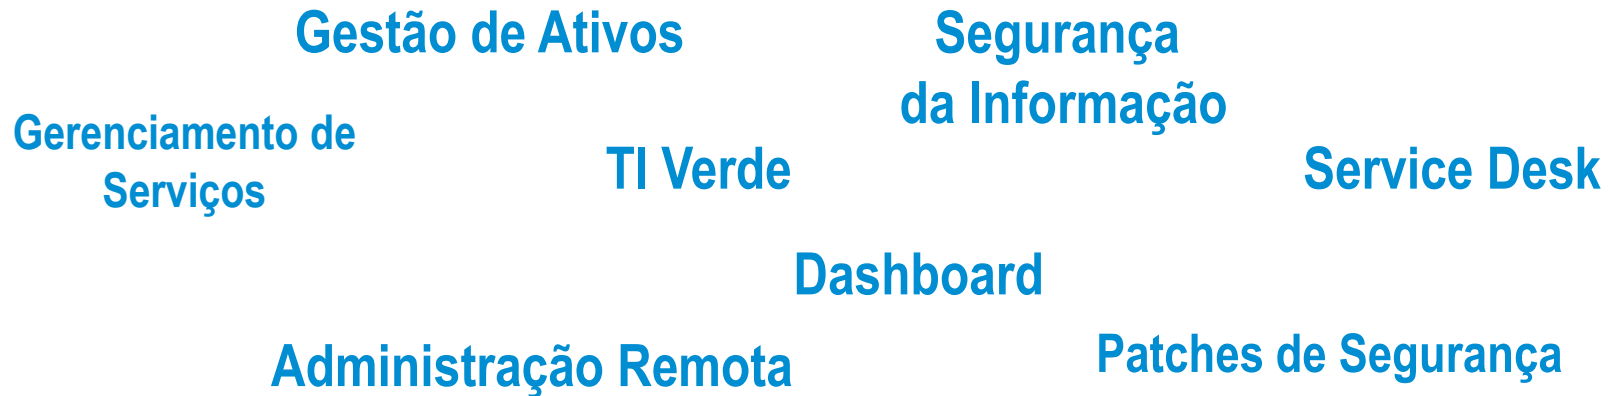 Gestão de Ativos
Segurança
da Informação
Gerenciamento de
Serviços
TI Verde
Service Desk
Dashboard
Administração Remota
Patches de Segurança